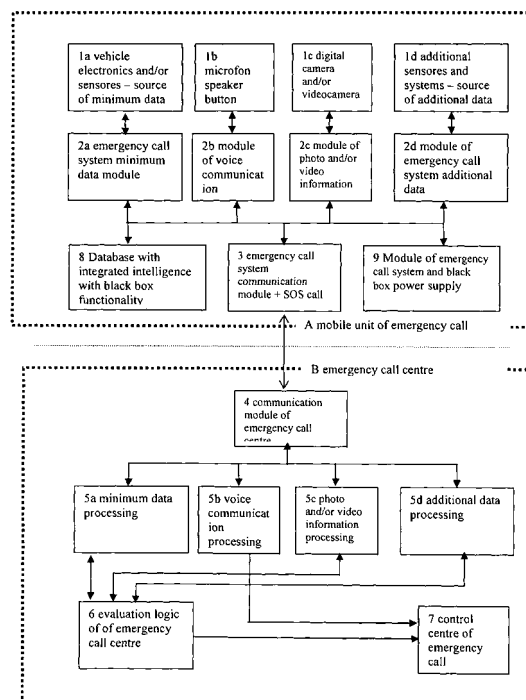 1a vehicle
electronics and/or
sensores – source
of minimum data
1b
microfon
speaker
button
1c digital
camera
and/or
videocamera
1d additional
sensores and
systems – source
of additional data
2a emergency call
system minimum
data module
2b module
of voice
communicat
ion
2c module of
photo and/or
video
information
2d module of
emergency call
system additional
data
8 Database with
integrated intelligence
with black box
functionality
3 emergency call
system
communication
module + SOS call
9 Module of emergency
call system and black
box power supply
A mobile unit of emergency call
B emergency call centre
4 communication
module of
emergency call
5a minimum data
processing
5b voice
communicat
ion
processing
5c photo
and/or video
information
processing
5d additional data
processing
6 evaluation logic
of of emergency
call centre
7 control
centre of
emergency
call